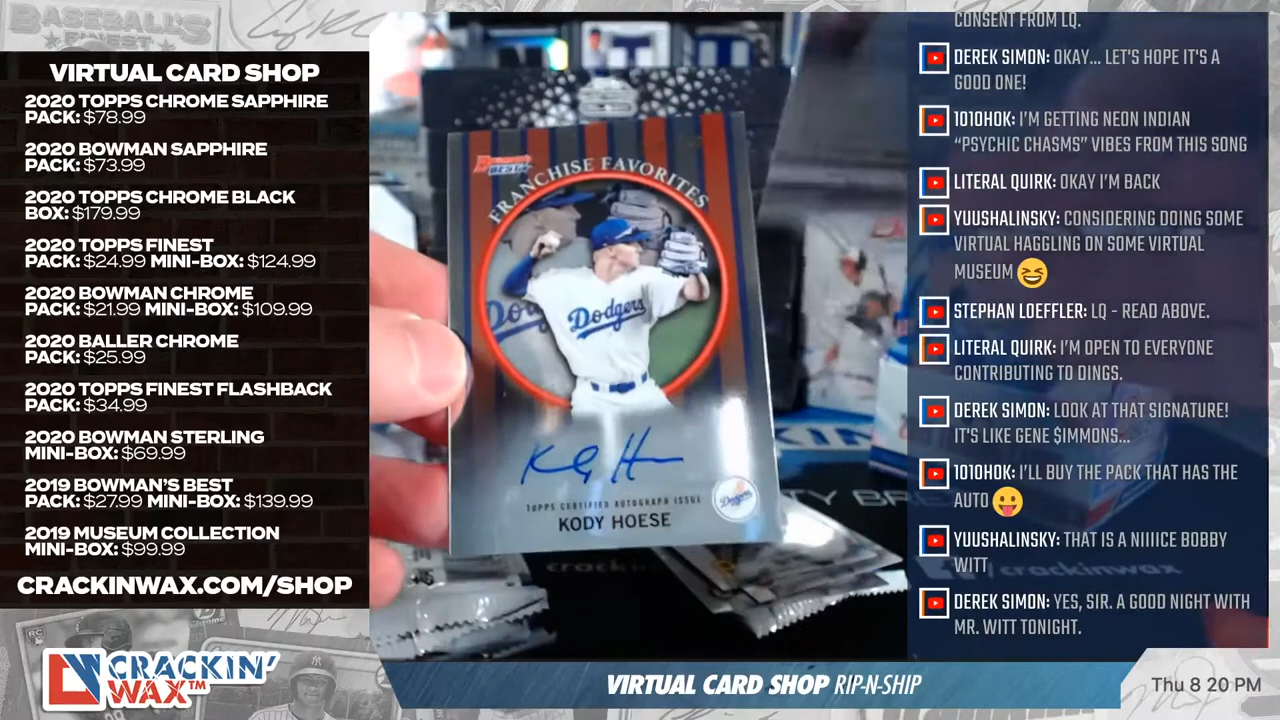 BASEBALL'S
FINEST
VIRTUAL CARD SHOP
2020 TOPPS CHROME SAPPHIRE
PACK: $78.99
2020 BOWMAN SAPPHIRE
PACK: $73.99
2020 TOPPS CHROME BLACK
BOX: $179.99
2020 TOPPS FINEST
PACK: $24.99 MINI-BOX: $124.99
2020 BOWMAN CHROME
PACK: $21.99 MINI-BOX: $109.99
2020 BALLER CHROME
PACK: $25.99
2020 TOPPS FINEST FLASHBACK
PACK: $34.99
2020 BOWMAN STERLING
MINI-BOX: $69.99
2019 BOWMAN'S BEST
PACK: $27.99 MINI-BOX: $139.99
2019 MUSEUM COLLECTION
MINI-BOX: $99.99
CRACKINWAX.COM/SHOP
RC
CRACKIN'
WAX™
BEST
FRANCHISE FAVORITES
Dodgers
TOPPS CERTIFIED AUTOGRAPH ISSUE
KODY HOESE
Dodgers
crackinwax
CONSENT FROM LQ.
DEREK SIMON: OKAY... LET'S HOPE IT'S A
GOOD ONE!
1010HOK: I'M GETTING NEON INDIAN
“PSYCHIC CHASMS” VIBES FROM THIS SONG
LITERAL QUIRK: OKAY I'M BACK
YUUSHALINSKY: CONSIDERING DOING SOME
VIRTUAL HAGGLING ON SOME VIRTUAL
MUSEUM 😆
STEPHAN LOEFFLER: LQ - READ ABOVE.
LITERAL QUIRK: I'M OPEN TO EVERYONE
CONTRIBUTING TO DINGS.
DEREK SIMON: LOOK AT THAT SIGNATURE!
IT'S LIKE GENE $IMMONS...
1010HOK: I'LL BUY THE PACK THAT HAS THE
AUTO 😛
YUUSHALINSKY: THAT IS A NIIIICE BOBBY
WITT
DEREK SIMON: YES, SIR. A GOOD NIGHT WITH
MR. WITT TONIGHT.
VIRTUAL CARD SHOP RIP-N-SHIP
Thu 8 20 PM